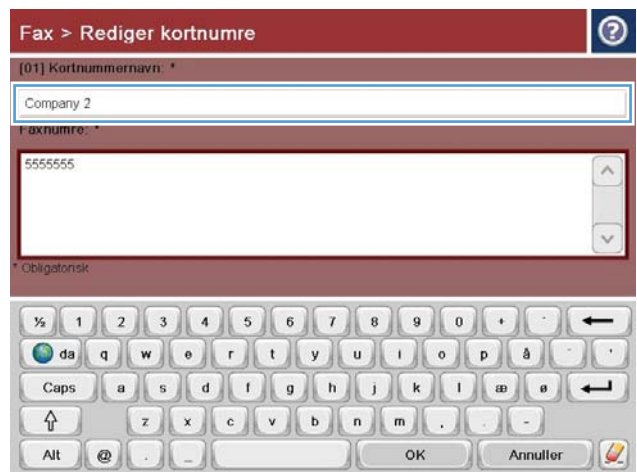 Fax > Rediger kortnumre
?
[01] Kortnummernavn: *
Company 2
Faxnumre: *
5555555
* Obligatorisk
½ 1 2 3 4 5 6 7 8 9 0 +
da q w e r t y u i o p å
Caps a s d f g h j k l æ ø
z x c v b n m , . -
Alt @ . _ OK Annuller